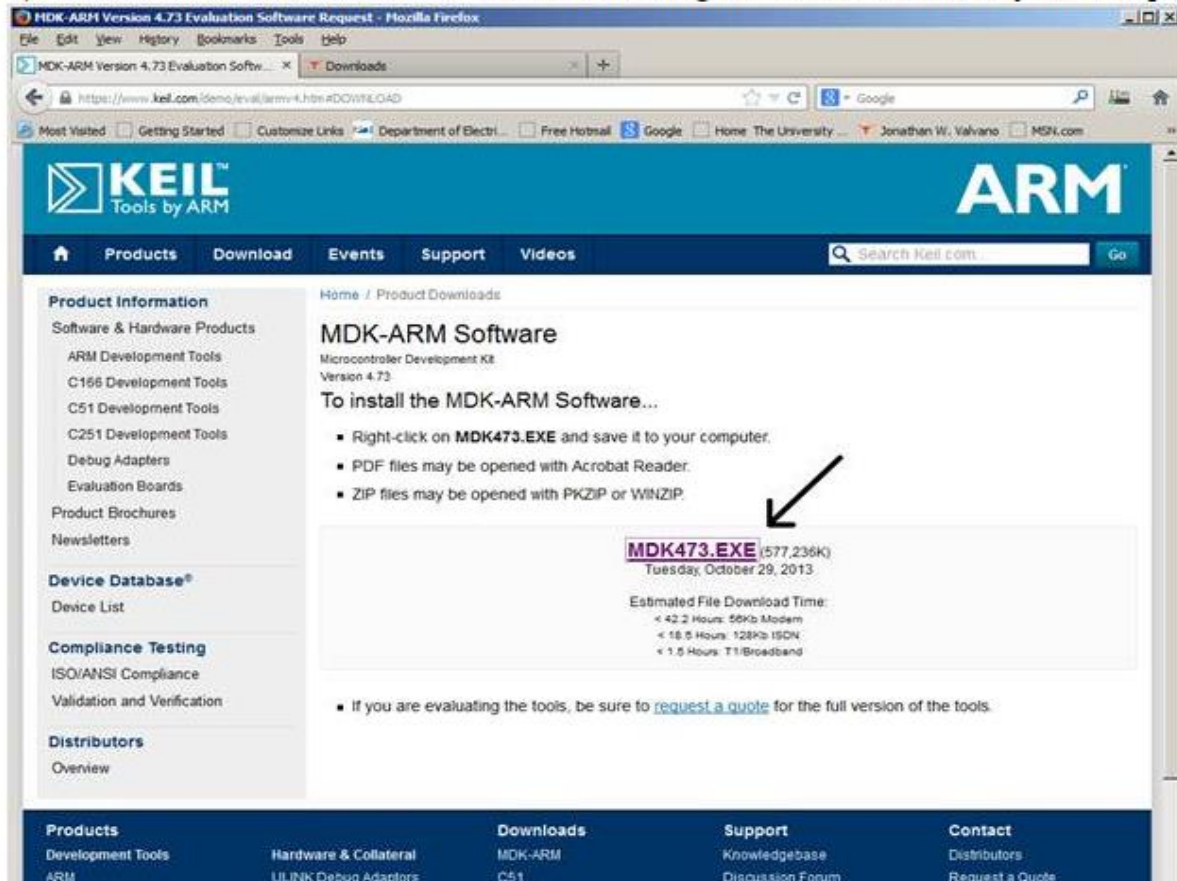 MDK-ARM Version 4.73 Evaluation Software Request - Mozilla Firefox
File Edit View History Bookmarks Tools Help
MDK-ARM Version 4.73 Evaluation Softw... × Downloads × +
https://www.keil.com/demo/eval/armv4.htm#DOWNLOAD Google
Most Visited Getting Started Customize Links Department of Electri... Free Hotmail Google Home The University ... Jonathan W. Valvano MSN.com »
KEIL™ ARM
Tools by ARM
Products Download Events Support Videos Search Keil.com... Go
Home / Product Downloads
Product Information
Software & Hardware Products
ARM Development Tools
C166 Development Tools
C51 Development Tools
C251 Development Tools
Debug Adapters
Evaluation Boards
Product Brochures
Newsletters
Device Database®
Device List
Compliance Testing
ISO/ANSI Compliance
Validation and Verification
Distributors
Overview
MDK-ARM Software
Microcontroller Development Kit
Version 4.73
To install the MDK-ARM Software...
▪ Right-click on MDK473.EXE and save it to your computer.
▪ PDF files may be opened with Acrobat Reader.
▪ ZIP files may be opened with PKZIP or WINZIP.
MDK473.EXE (577,236K)
Tuesday, October 29, 2013
Estimated File Download Time:
< 42.2 Hours: 56Kb Modem
< 18.5 Hours: 128Kb ISDN
< 1.5 Hours: T1/Broadband
▪ If you are evaluating the tools, be sure to request a quote for the full version of the tools.
Products Downloads Support Contact
Development Tools Hardware & Collateral MDK-ARM Knowledgebase Distributors
ARM ULINK Debug Adaptors C51 Discussion Forum Request a Quote